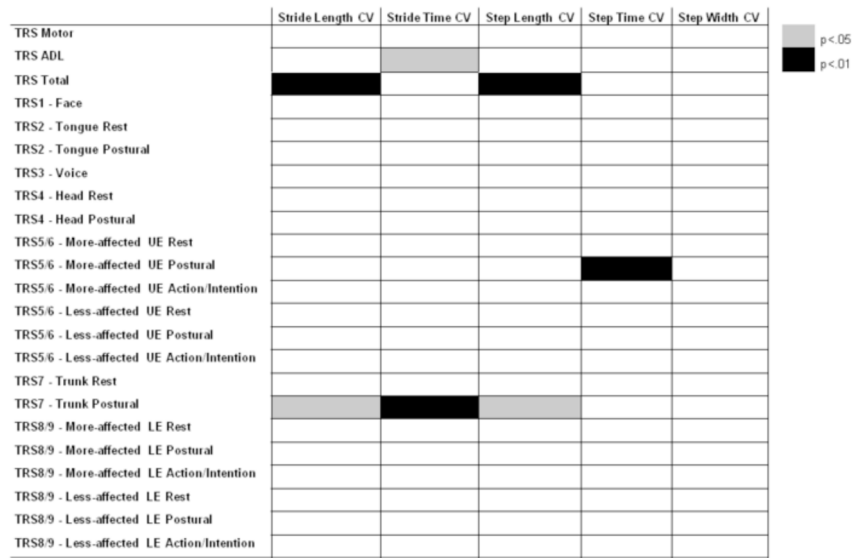 Stride Length CV Stride Time CV Step Length CV Step Time CV Step Width CV
TRS Motor
p<.05
TRS ADL
p<.01
TRS Total
TRS1 - Face
TRS2 - Tongue Rest
TRS2 - Tongue Postural
TRS3 - Voice
TRS4 - Head Rest
TRS4 - Head Postural
TRS5/6 - More-affected UE Rest
TRS5/6 - More-affected UE Postural
TRS5/6 - More-affected UE Action/Intention
TRS5/6 - Less-affected UE Rest
TRS5/6 - Less-affected UE Postural
TRS5/6 - Less-affected UE Action/Intention
TRS7 - Trunk Rest
TRS7 - Trunk Postural
TRS8/9 - More-affected LE Rest
TRS8/9 - More-affected LE Postural
TRS8/9 - More-affected LE Action/Intention
TRS8/9 - Less-affected LE Rest
TRS8/9 - Less-affected LE Postural
TRS8/9 - Less-affected LE Action/Intention